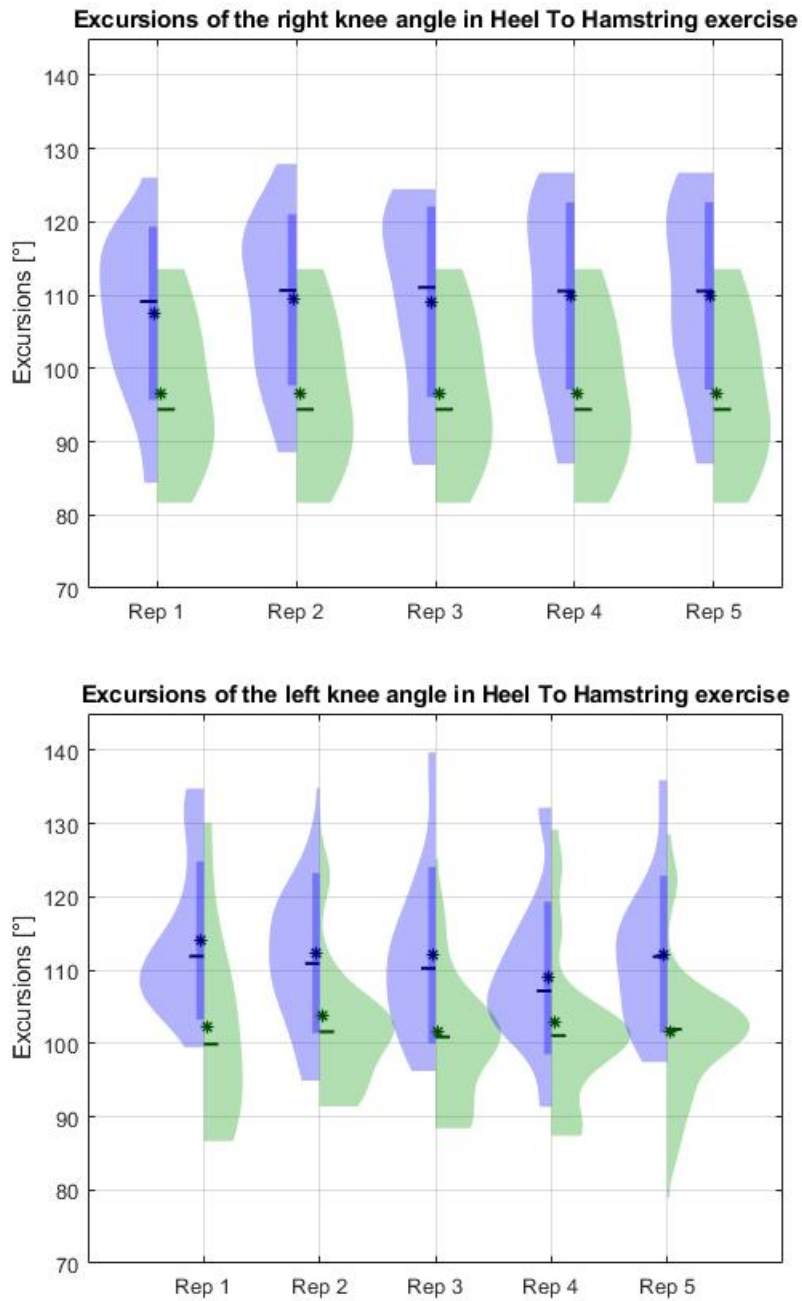 Excursions of the right knee angle in Heel To Hamstring exercise
Excursions [°]
140
130
120
110
100
90
80
70
Rep 1 Rep 2 Rep 3 Rep 4 Rep 5
Excursions of the left knee angle in Heel To Hamstring exercise
Excursions [°]
140
130
120
110
100
90
80
70
Rep 1 Rep 2 Rep 3 Rep 4 Rep 5